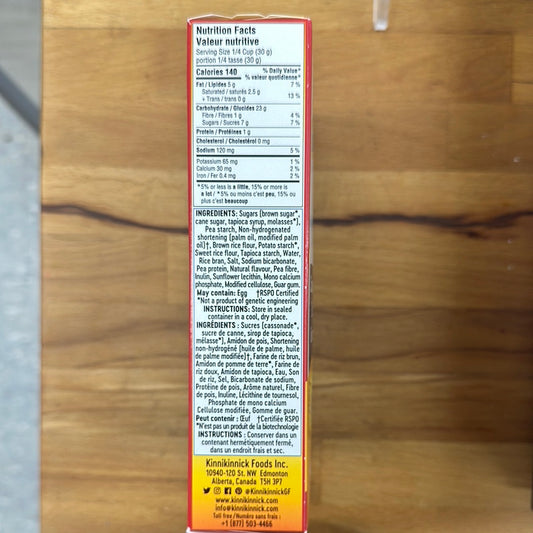 Nutrition Facts
Valeur nutritive
Serving Size 1/4 Cup (30 g)
portion 1/4 tasse (30 g)
Calories 140 % Daily Value*
% valeur quotidienne*
Fat / Lipides 5 g 7 %
Saturated / saturés 2.5 g
+ Trans / trans 0 g 13 %
Carbohydrate / Glucides 23 g
Fibre / Fibres 1 g 4 %
Sugars / Sucres 7 g 7 %
Protein / Protéines 1 g
Cholesterol / Cholestérol 0 mg
Sodium 120 mg 5 %
Potassium 65 mg 1 %
Calcium 30 mg 2 %
Iron / Fer 0.4 mg 2 %
*5% or less is a little, 15% or more is
a lot / *5% ou moins c'est peu, 15% ou
plus c'est beaucoup
INGREDIENTS: Sugars (brown sugar*,
cane sugar, tapioca syrup, molasses*),
Pea starch, Non-hydrogenated
shortening (palm oil, modified palm
oil)†, Brown rice flour, Potato starch*,
Sweet rice flour, Tapioca starch, Water,
Rice bran, Salt, Sodium bicarbonate,
Pea protein, Natural flavour, Pea fibre,
Inulin, Sunflower lecithin, Mono calcium
phosphate, Modified cellulose, Guar gum.
May contain: Egg †RSPO Certified
*Not a product of genetic engineering
INSTRUCTIONS: Store in sealed
container in a cool, dry place.
INGRÉDIENTS : Sucres (cassonade*,
sucre de canne, sirop de tapioca,
mélasse*), Amidon de pois, Shortening
non-hydrogéné (huile de palme, huile
de palme modifiée)†, Farine de riz brun,
Amidon de pomme de terre*, Farine de
riz doux, Amidon de tapioca, Eau, Son
de riz, Sel, Bicarbonate de sodium,
Protéine de pois, Arôme naturel, Fibre
de pois, Inuline, Lécithine de tournesol,
Phosphate de mono calcium
Cellulose modifiée, Gomme de guar.
Peut contenir : Œuf †Certifiée RSPO
*N'est pas un produit de la biotechnologie
INSTRUCTIONS : Conserver dans un
contenant hermétiquement fermé,
dans un endroit frais et sec.
Kinnikinnick Foods Inc.
10940-120 St. NW Edmonton
Alberta, Canada T5H 3P7
@KinnikinnickGF
www.kinnikinnick.com
info@kinnikinnick.com
Toll free/Numéro sans frais :
+1 (877) 503-4466